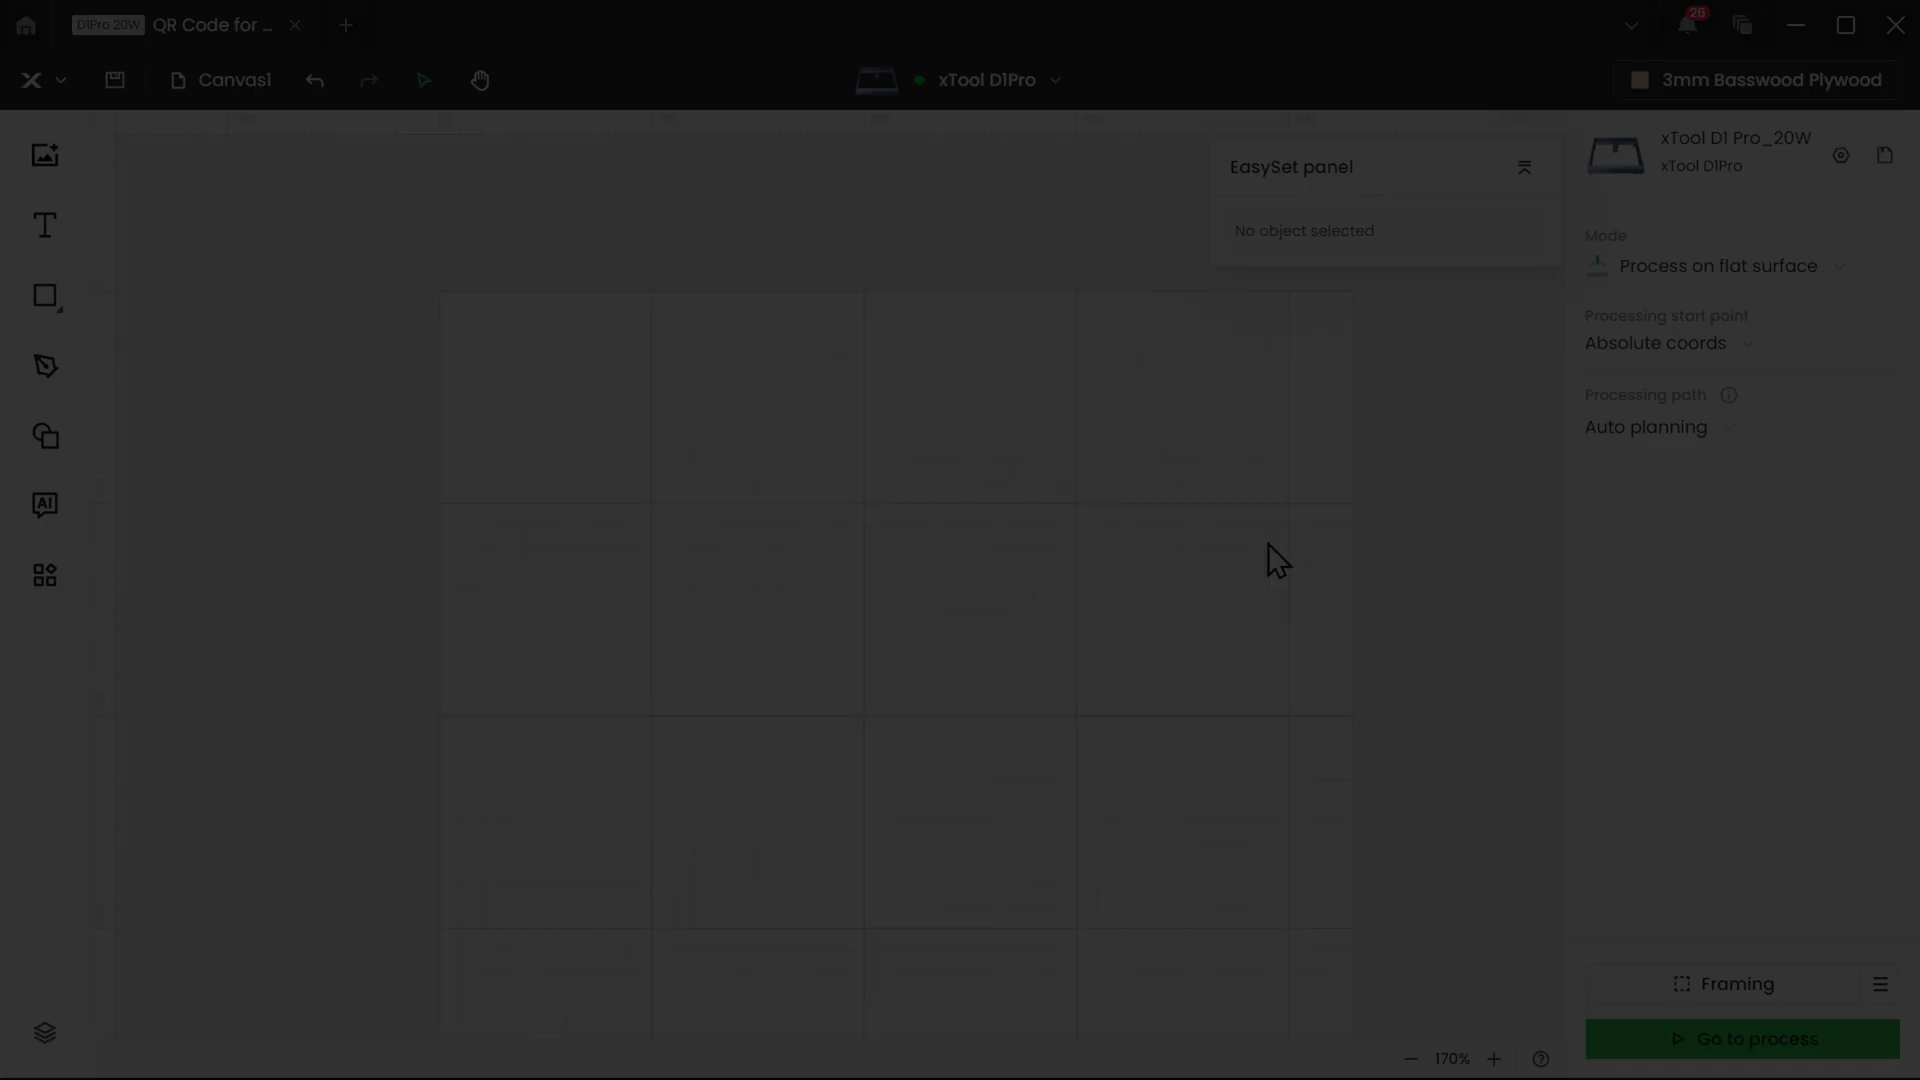 D1Pro 20W QR Code for ...
26
Canvas1
xTool D1Pro
3mm Basswood Plywood
EasySet panel
No object selected
xTool D1 Pro_20W
xTool D1Pro
Mode
Process on flat surface
Processing start point
Absolute coords
Processing path
Auto planning
AI
Framing
Go to process
170%